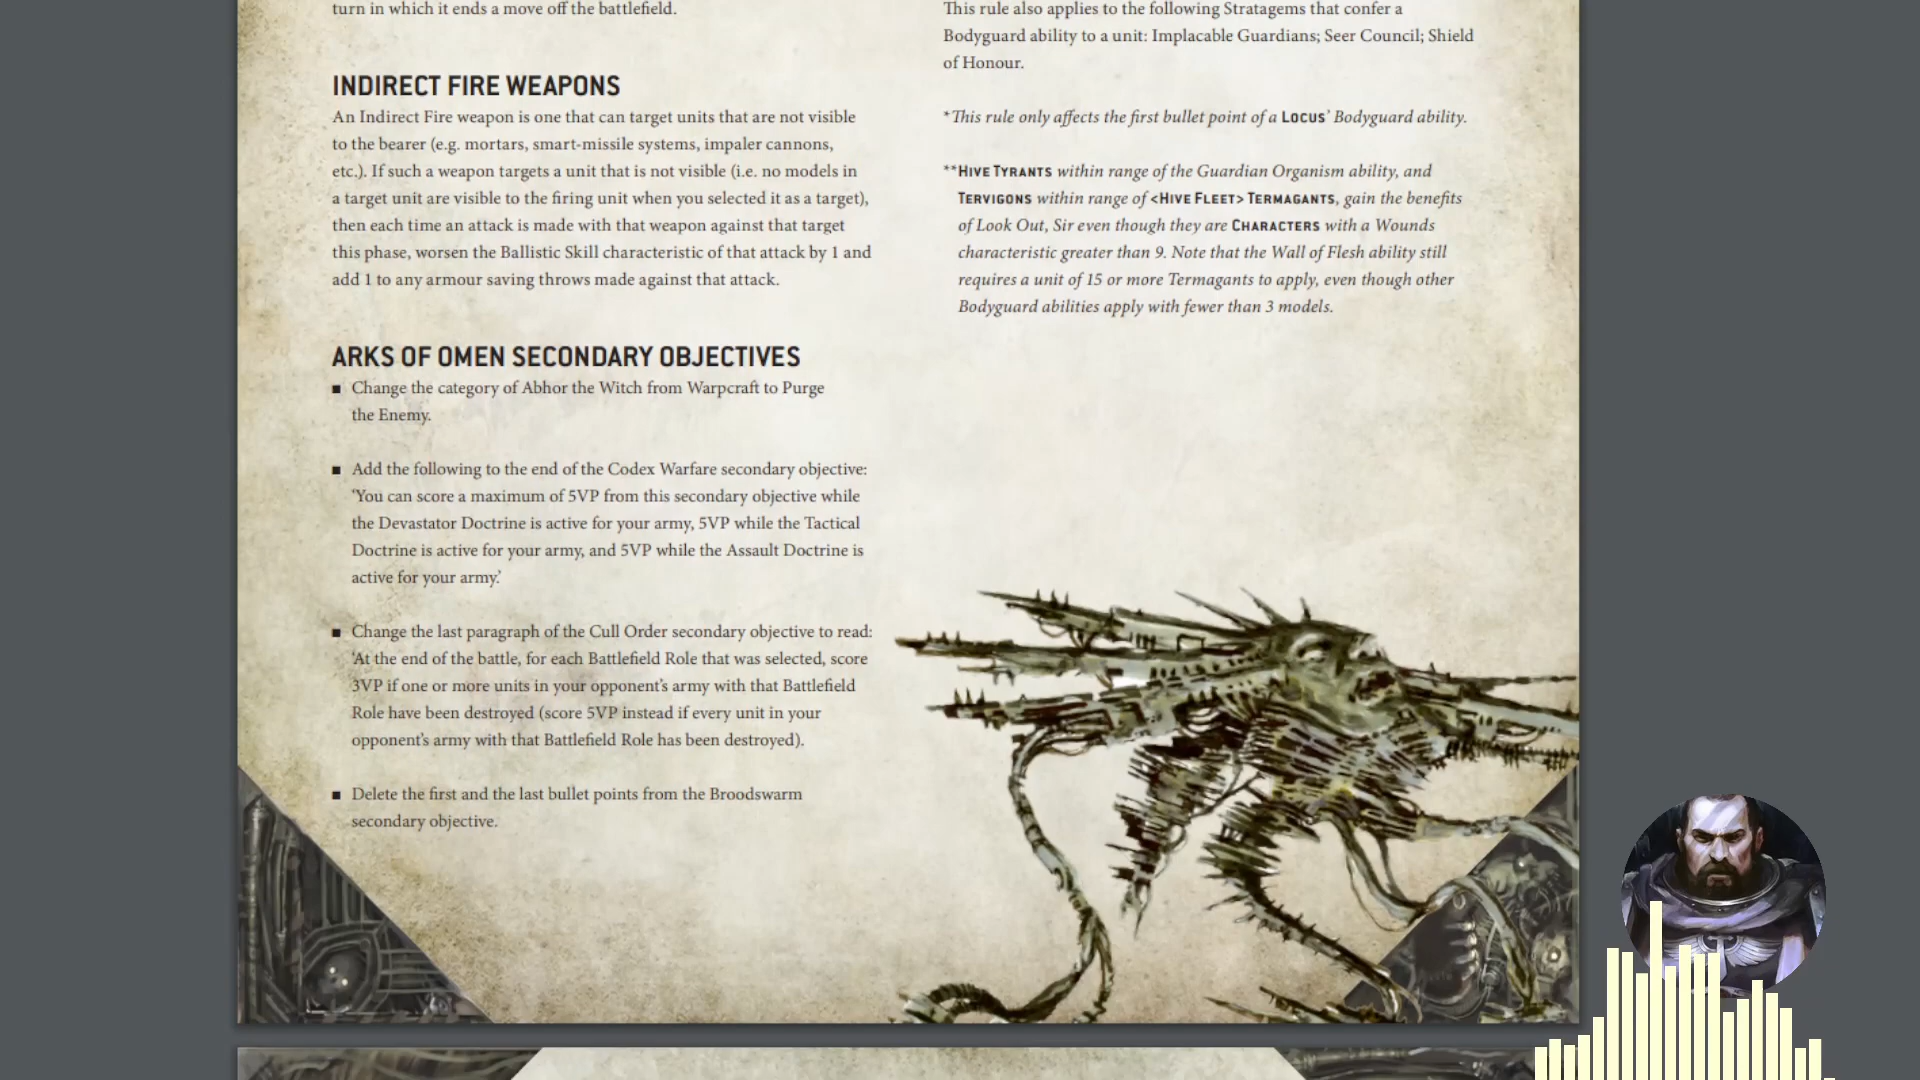 turn in which it ends a move off the battlefield.
INDIRECT FIRE WEAPONS
An Indirect Fire weapon is one that can target units that are not visible
to the bearer (e.g. mortars, smart-missile systems, impaler cannons,
etc.). If such a weapon targets a unit that is not visible (i.e. no models in
a target unit are visible to the firing unit when you selected it as a target),
then each time an attack is made with that weapon against that target
this phase, worsen the Ballistic Skill characteristic of that attack by 1 and
add 1 to any armour saving throws made against that attack.
ARKS OF OMEN SECONDARY OBJECTIVES
■ Change the category of Abhor the Witch from Warpcraft to Purge
the Enemy.
■ Add the following to the end of the Codex Warfare secondary objective:
‘You can score a maximum of 5VP from this secondary objective while
the Devastator Doctrine is active for your army, 5VP while the Tactical
Doctrine is active for your army, and 5VP while the Assault Doctrine is
active for your army.’
■ Change the last paragraph of the Cull Order secondary objective to read:
‘At the end of the battle, for each Battlefield Role that was selected, score
3VP if one or more units in your opponent’s army with that Battlefield
Role have been destroyed (score 5VP instead if every unit in your
opponent’s army with that Battlefield Role has been destroyed).
■ Delete the first and the last bullet points from the Broodswarm
secondary objective.
This rule also applies to the following Stratagems that confer a
Bodyguard ability to a unit: Implacable Guardians; Seer Council; Shield
of Honour.
*This rule only affects the first bullet point of a LOCUS’ Bodyguard ability.
**HIVE TYRANTS within range of the Guardian Organism ability, and
TERVIGONS within range of <HIVE FLEET> TERMAGANTS, gain the benefits
of Look Out, Sir even though they are CHARACTERS with a Wounds
characteristic greater than 9. Note that the Wall of Flesh ability still
requires a unit of 15 or more Termagants to apply, even though other
Bodyguard abilities apply with fewer than 3 models.